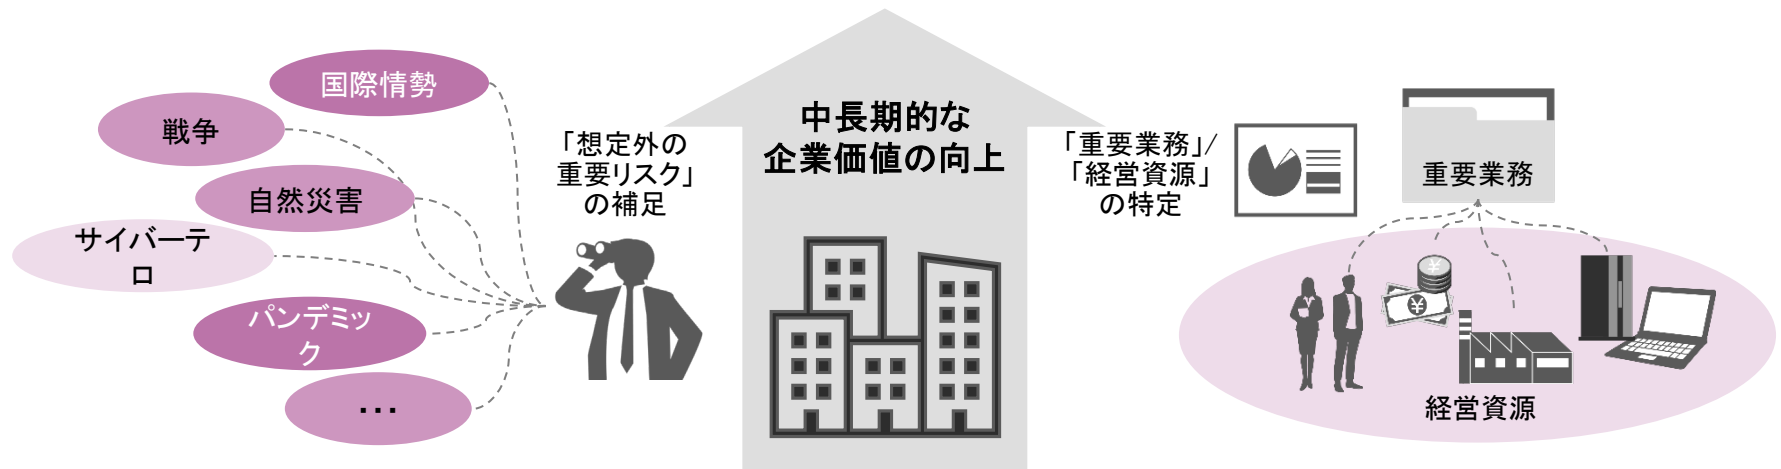 国際情勢
戦争
自然災害
サイバーテ
ロ
パンデミッ
ク
・・・
「想定外の
重要リスク」
の補足
中長期的な
企業価値の向上
「重要業務」/
「経営資源」
の特定
重要業務
¥
¥
経営資源